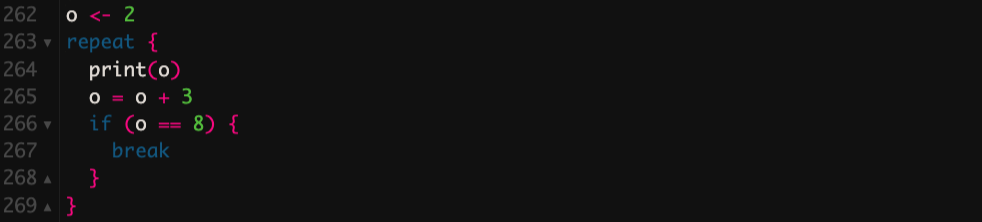 262 o <- 2
263 repeat {
264   print(o)
265   o = o + 3
266   if (o == 8) {
267     break
268   }
269 }